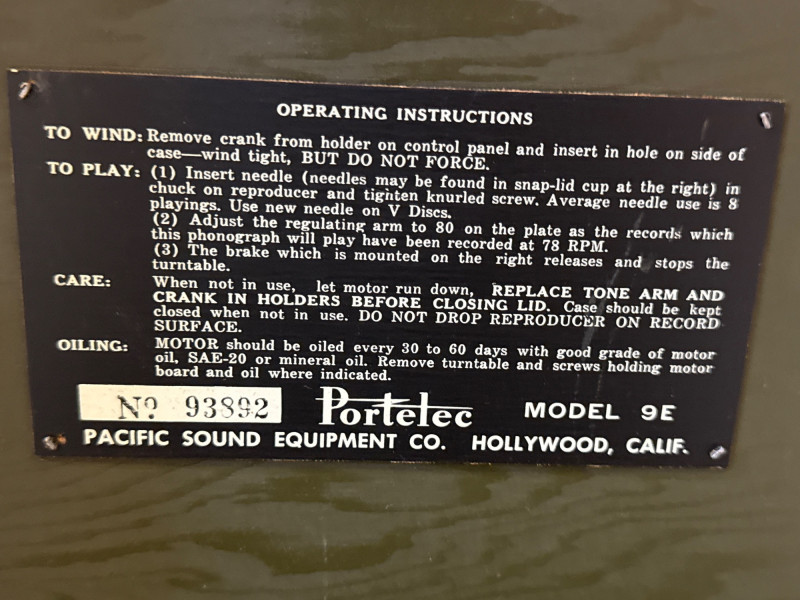 OPERATING INSTRUCTIONS
TO WIND: Remove crank from holder on control panel and insert in hole on side of
case—wind tight, BUT DO NOT FORCE.
TO PLAY: (1) Insert needle (needles may be found in snap-lid cup at the right) in
chuck on reproducer and tighten knurled screw. Average needle use is 8
playings. Use new needle on V Discs.
(2) Adjust the regulating arm to 80 on the plate as the records which
this phonograph will play have been recorded at 78 RPM.
(3) The brake which is mounted on the right releases and stops the
turntable.
CARE: When not in use, let motor run down, REPLACE TONE ARM AND
CRANK IN HOLDERS BEFORE CLOSING LID. Case should be kept
closed when not in use. DO NOT DROP REPRODUCER ON RECORD
SURFACE.
OILING: MOTOR should be oiled every 30 to 60 days with good grade of motor
oil, SAE-20 or mineral oil. Remove turntable and screws holding motor
board and oil where indicated.
Nº 93892 Portelec MODEL 9E
PACIFIC SOUND EQUIPMENT CO. HOLLYWOOD, CALIF.